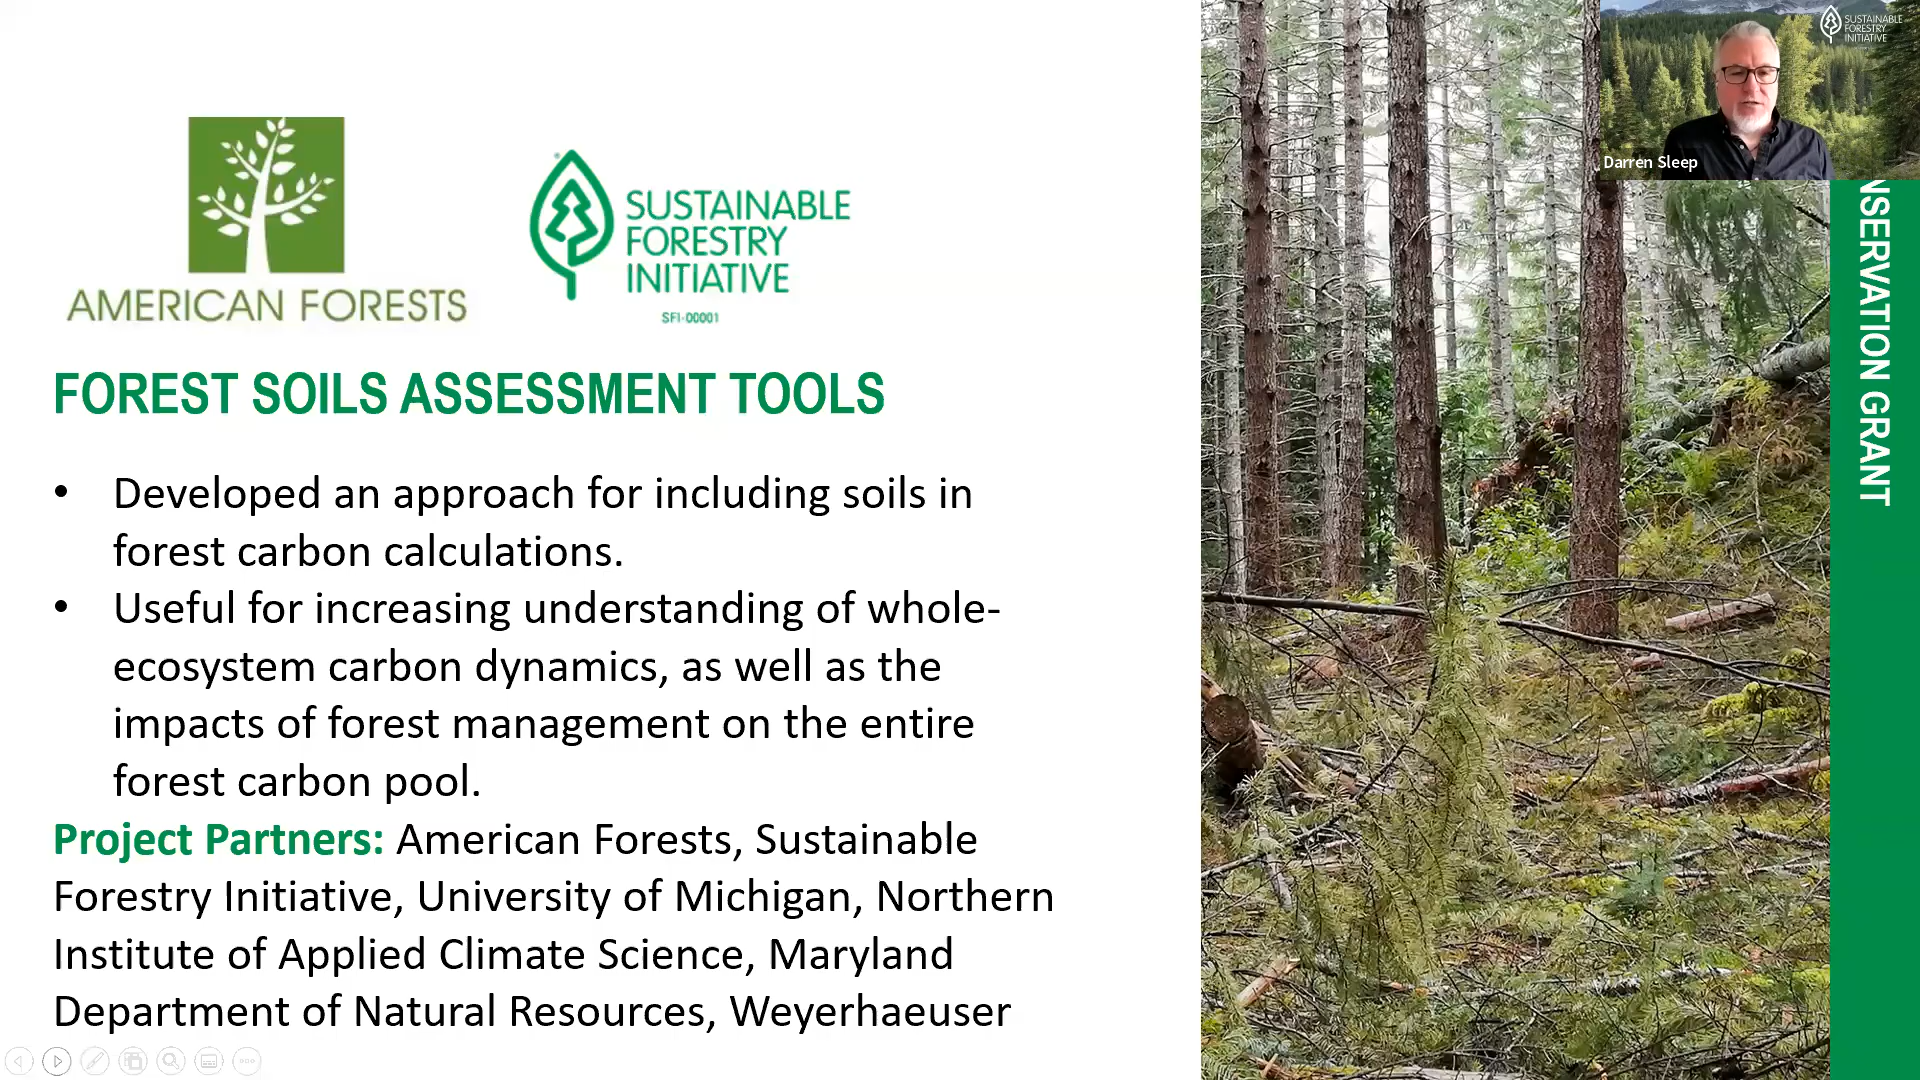 AMERICAN FORESTS
SUSTAINABLE
FORESTRY
INITIATIVE
SFI-00001
FOREST SOILS ASSESSMENT TOOLS
• Developed an approach for including soils in
forest carbon calculations.
• Useful for increasing understanding of whole-
ecosystem carbon dynamics, as well as the
impacts of forest management on the entire
forest carbon pool.
Project Partners: American Forests, Sustainable
Forestry Initiative, University of Michigan, Northern
Institute of Applied Climate Science, Maryland
Department of Natural Resources, Weyerhaeuser
SUSTAINABLE
FORESTRY
INITIATIVE
Darren Sleep
NSERVATION GRANT